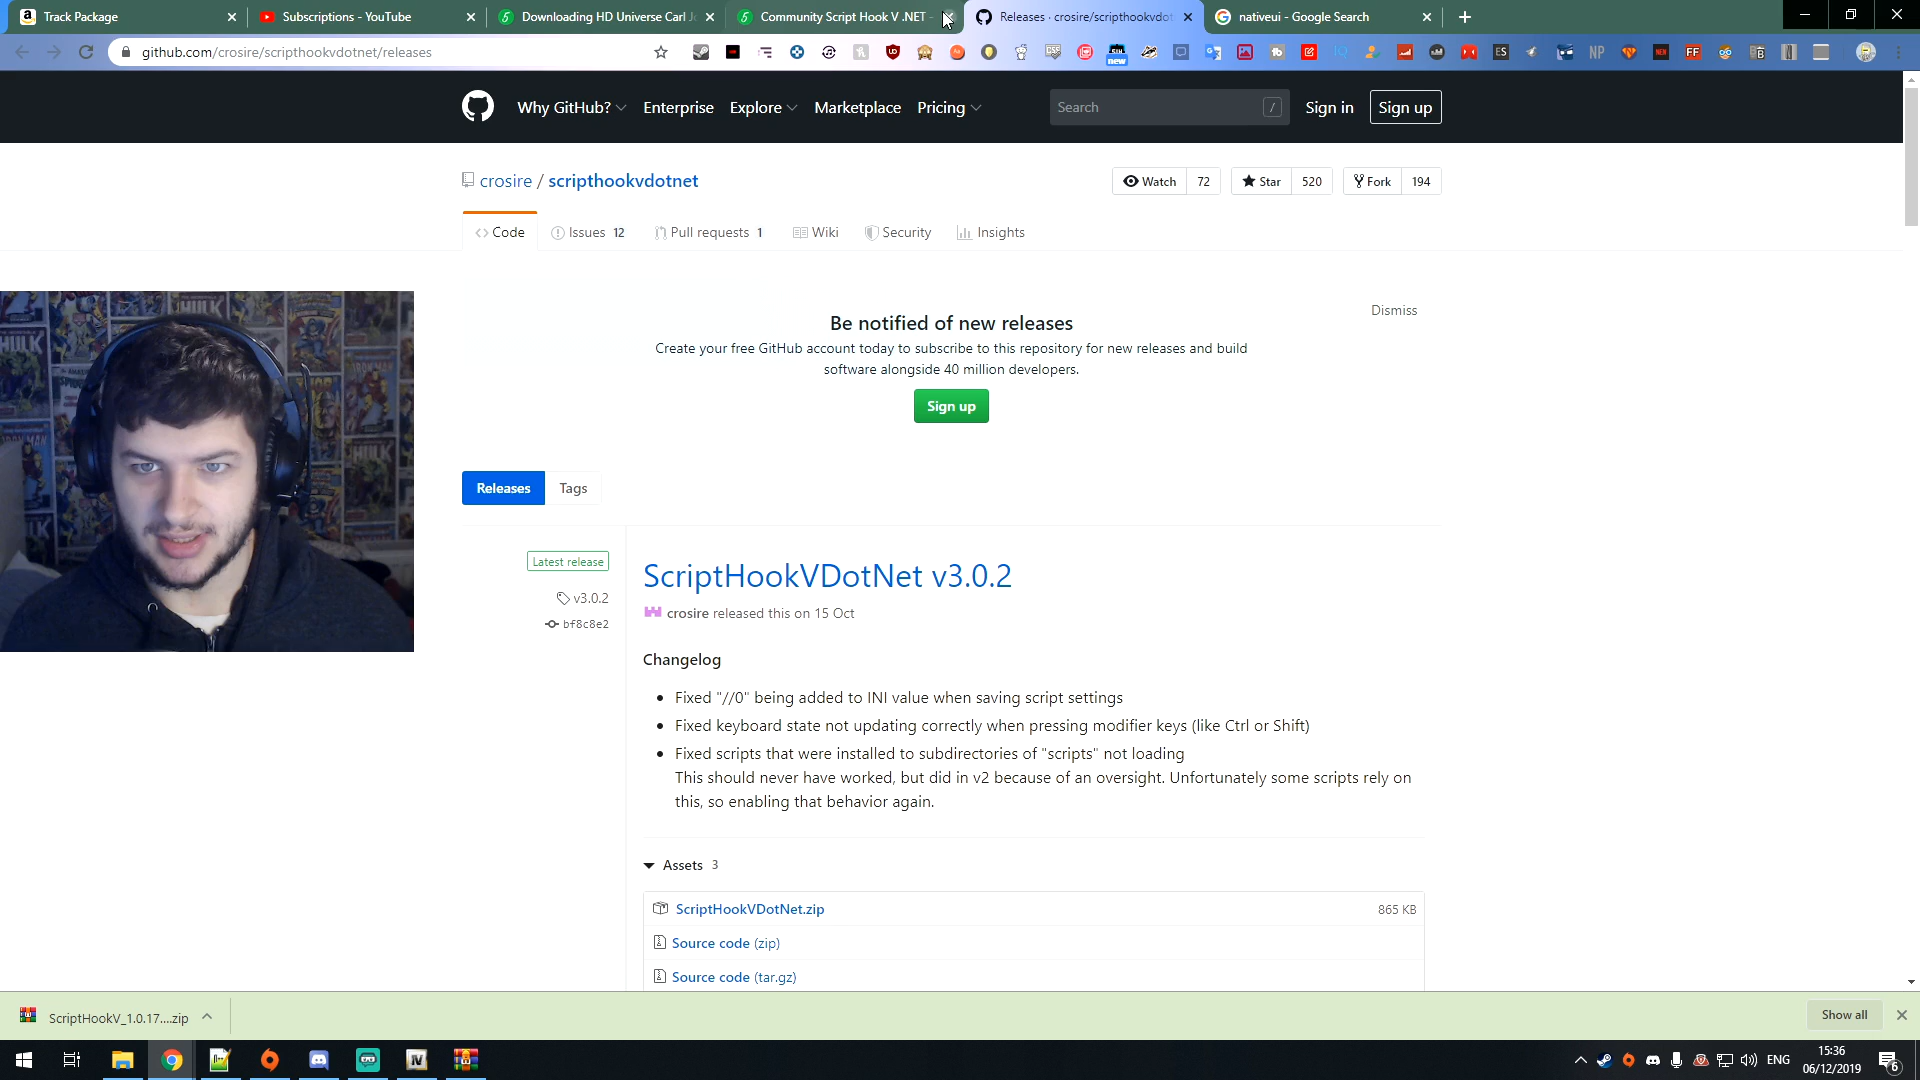 Track Package
Subscriptions - YouTube
Downloading HD Universe Carl J
Community Script Hook V .NET -
Releases · crosire/scripthookvdot
nativeui - Google Search
github.com/crosire/scripthookvdotnet/releases
Why GitHub?
Enterprise
Explore
Marketplace
Pricing
Search
/
Sign in
Sign up
crosire / scripthookvdotnet
Watch 72
Star 520
Fork 194
Code
Issues 12
Pull requests 1
Wiki
Security
Insights
Be notified of new releases
Dismiss
Create your free GitHub account today to subscribe to this repository for new releases and build
software alongside 40 million developers.
Sign up
Releases
Tags
Latest release
v3.0.2
bf8c8e2
ScriptHookVDotNet v3.0.2
crosire released this on 15 Oct
Changelog
Fixed "//0" being added to INI value when saving script settings
Fixed keyboard state not updating correctly when pressing modifier keys (like Ctrl or Shift)
Fixed scripts that were installed to subdirectories of "scripts" not loading
This should never have worked, but did in v2 because of an oversight. Unfortunately some scripts rely on
this, so enabling that behavior again.
Assets 3
ScriptHookVDotNet.zip
865 KB
Source code (zip)
Source code (tar.gz)
ScriptHookV_1.0.17....zip
Show all
ENG
15:36
06/12/2019
6